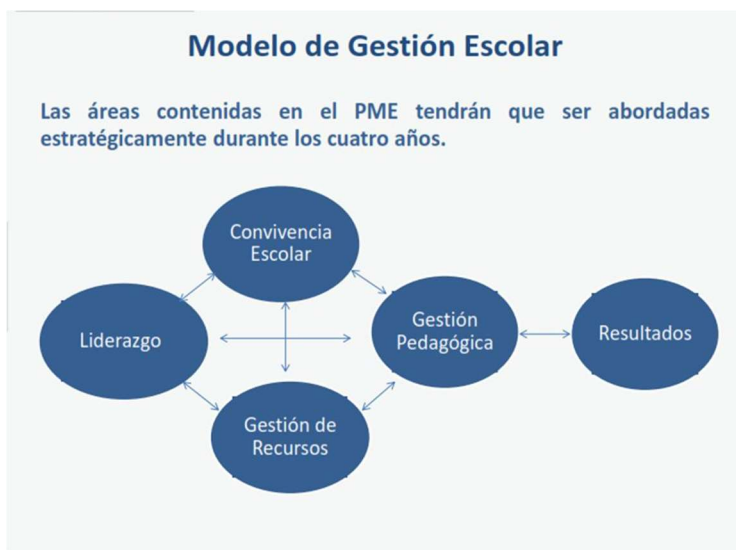 Modelo de Gestión Escolar
Las áreas contenidas en el PME tendrán que ser abordadas
estratégicamente durante los cuatro años.
Convivencia
Escolar
Liderazgo
Gestión
Pedagógica
Resultados
Gestión de
Recursos